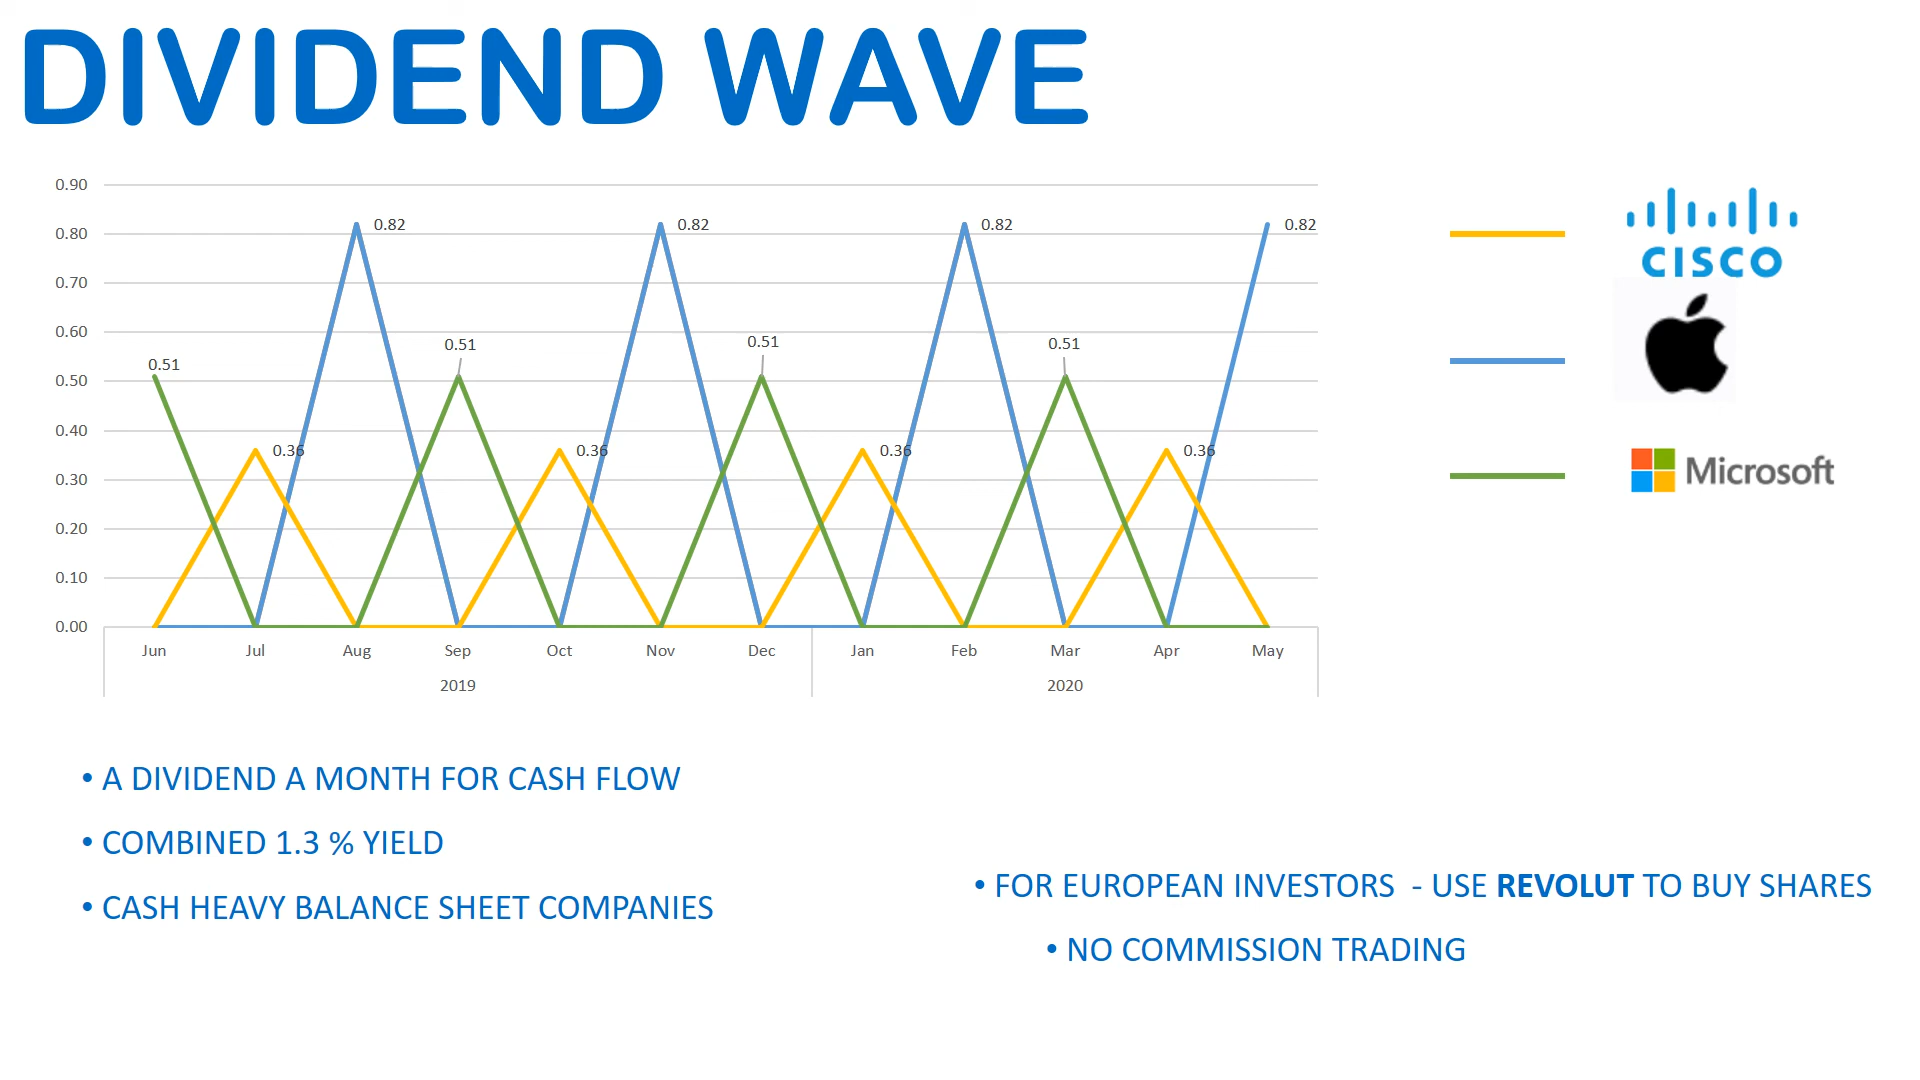 DIVIDEND WAVE
0.90
0.80
0.70
0.60
0.50
0.40
0.30
0.20
0.10
0.00
0.51
0.36
0.82
0.51
0.36
0.82
0.51
0.36
0.82
0.51
0.36
0.82
Jun Jul Aug Sep Oct Nov Dec Jan Feb Mar Apr May
2019 2020
CISCO
Microsoft
• A DIVIDEND A MONTH FOR CASH FLOW
• COMBINED 1.3 % YIELD
• CASH HEAVY BALANCE SHEET COMPANIES
• FOR EUROPEAN INVESTORS - USE REVOLUT TO BUY SHARES
• NO COMMISSION TRADING